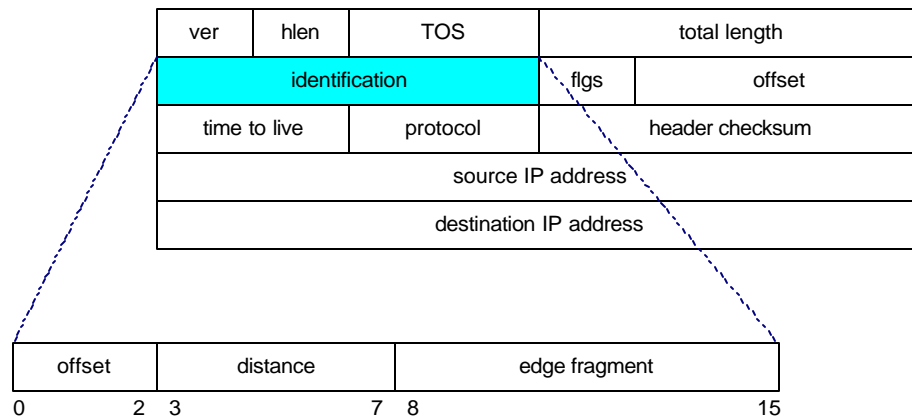 ver hlen TOS total length
identification flgs offset
time to live protocol header checksum
source IP address
destination IP address
offset distance edge fragment
0 2 3 7 8 15